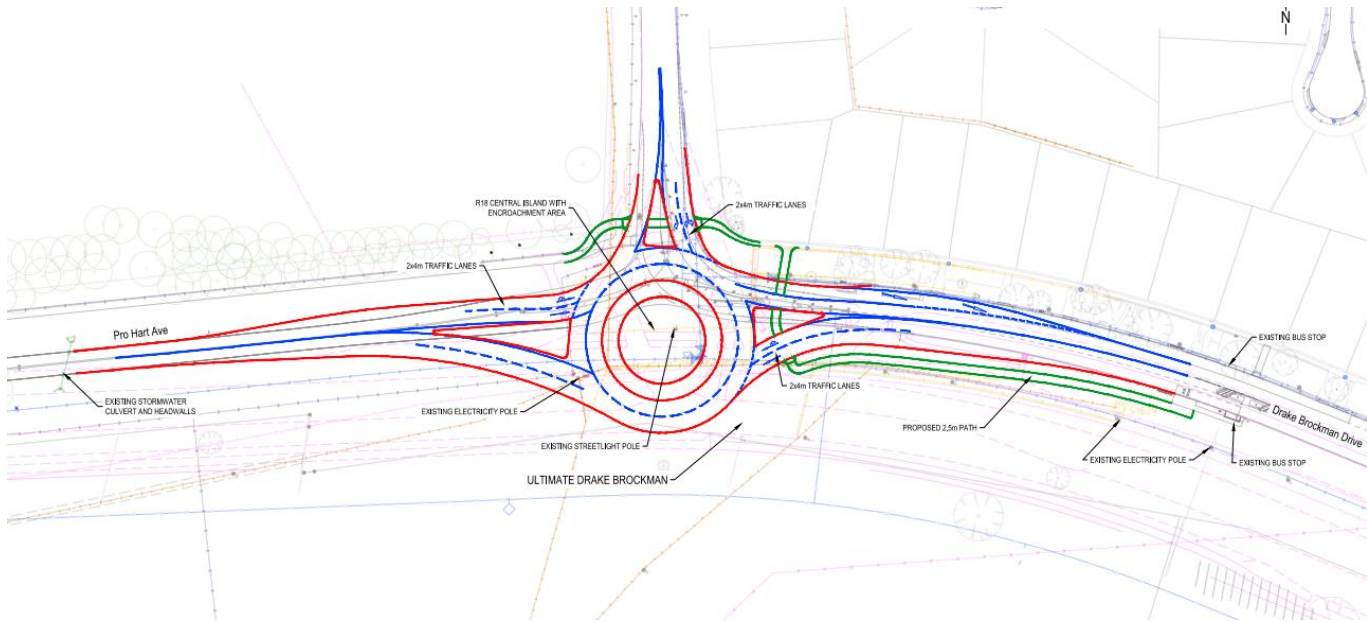 N
R18 CENTRAL ISLAND WITH
ENCROACHMENT AREA
2x4m TRAFFIC LANES
2x4m TRAFFIC LANES
Pro Hart Ave
EXISTING BUS STOP
EXISTING STORMWATER
CULVERT AND HEADWALLS
EXISTING ELECTRICITY POLE
2x4m TRAFFIC LANES
Drake Brockman Drive
PROPOSED 2,5m PATH
EXISTING STREETLIGHT POLE
EXISTING ELECTRICITY POLE
EXISTING BUS STOP
ULTIMATE DRAKE BROCKMAN